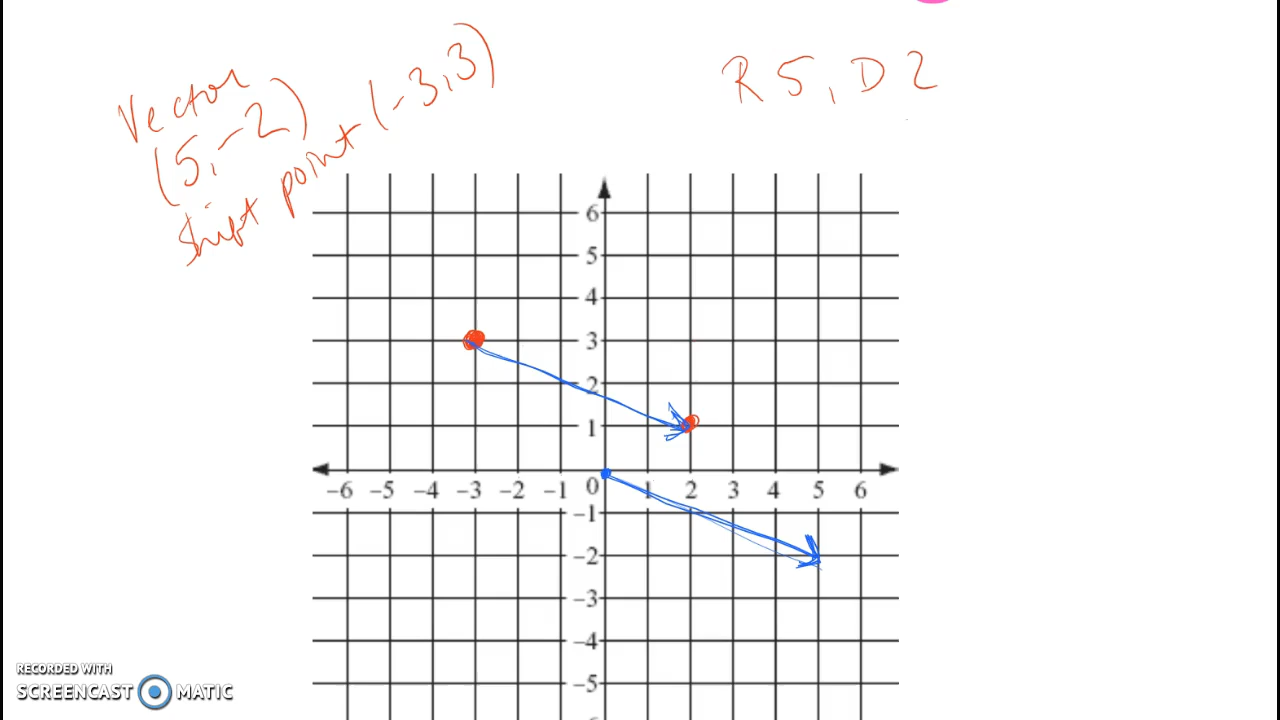 Vector
(5, -2)
shift point (-3, 3)
R 5, D 2
6
5
4
3
2
1
-6 -5 -4 -3 -2 -1 0 1 2 3 4 5 6
-1
-2
-3
-4
-5
RECORDED WITH
SCREENCAST MATIC